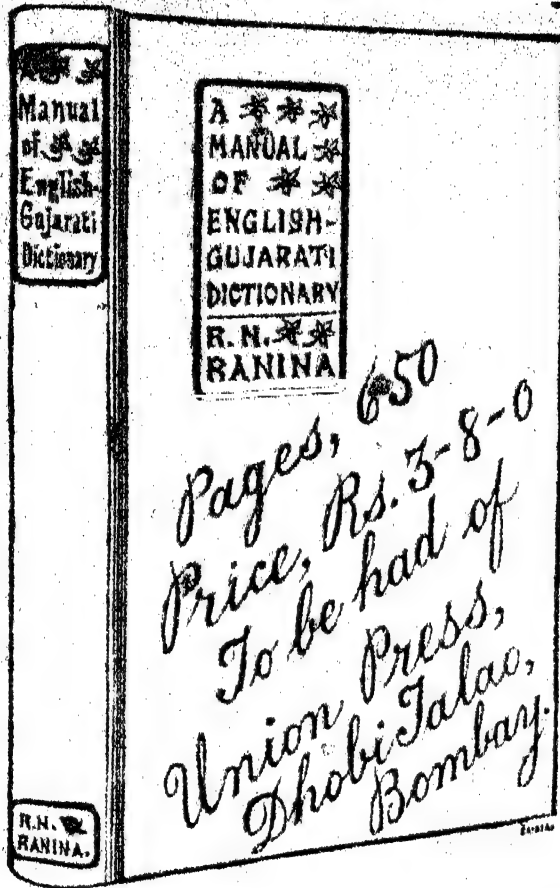 A
Manual
of
English-
Gujarati
Dictionary
A
MANUAL
OF
ENGLISH-
GUJARATI
DICTIONARY
R. N.
RANINA
Pages, 650
Price, Rs. 3-8-0
To be had of
Union Press,
Dhobi Talao,
Bombay.
R.N.
RANINA.